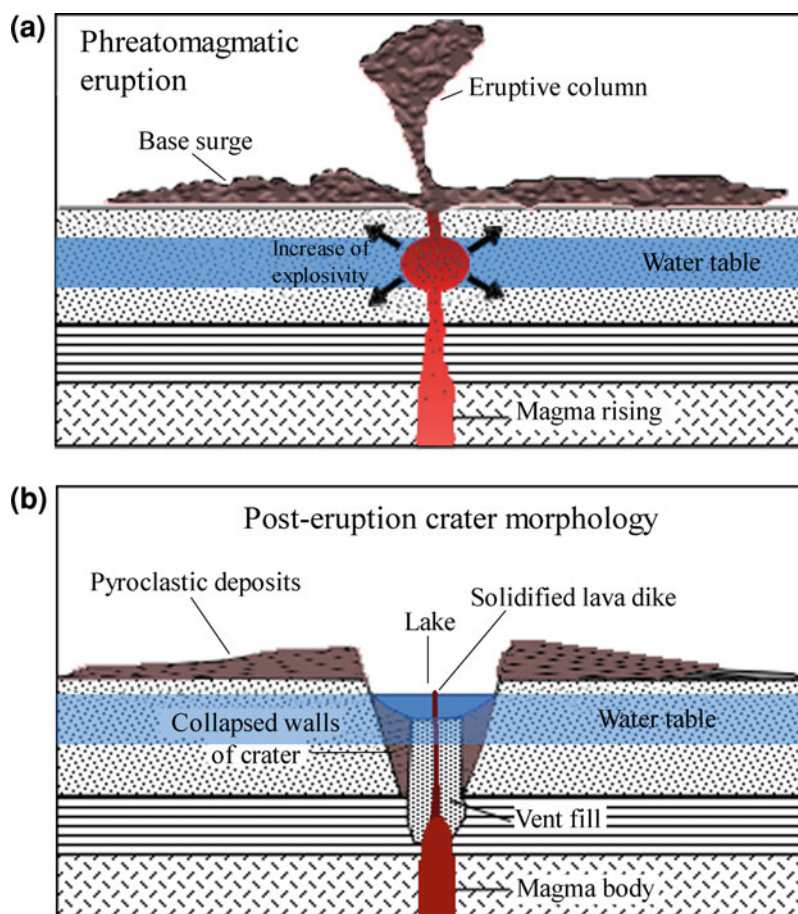 (a)
Phreatomagmatic
eruption
Eruptive column
Base surge
Increase of
explosivity
Water table
Magma rising
(b)
Post-eruption crater morphology
Pyroclastic deposits
Solidified lava dike
Lake
Collapsed walls
of crater
Water table
Vent fill
Magma body